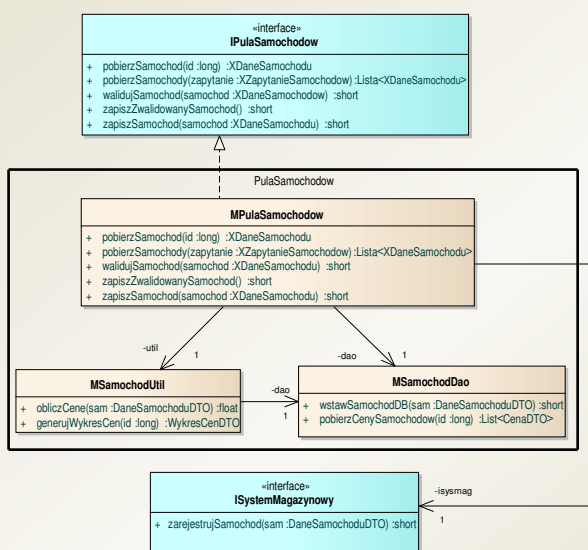 «interface»
IPulaSamochodow
+ pobierzSamochod(id :long) :XDaneSamochodu
+ pobierzSamochody(zapytanie :XZapytanieSamochodow) :Lista<XDaneSamochodu>
+ walidujSamochod(samochod :XDaneSamochodow) :short
+ zapiszZwalidowanySamochod() :short
+ zapiszSamochod(samochod :XDaneSamochodu) :short
PulaSamochodow
MPulaSamochodow
+ pobierzSamochod(id :long) :XDaneSamochodu
+ pobierzSamochody(zapytanie :XZapytanieSamochodow) :Lista<XDaneSamochodu>
+ walidujSamochod(samochod :XDaneSamochodu) :short
+ zapiszZwalidowanySamochod() :short
+ zapiszSamochod(samochod :XDaneSamochodu) :short
-util
1
-dao
1
MSamochodUtil
+ obliczCene(sam :DaneSamochoduDTO) :float
+ generujWykresCen(id :long) :WykresCenDTO
-dao
1
MSamochodDao
+ wstawSamochodDB(sam :DaneSamochoduDTO) :short
+ pobierzCenySamochodow(id :long) :List<CenaDTO>
«interface»
ISystemMagazynowy
+ zarejestrujSamochod(sam :DaneSamochoduDTO) :short
-isysmag
1